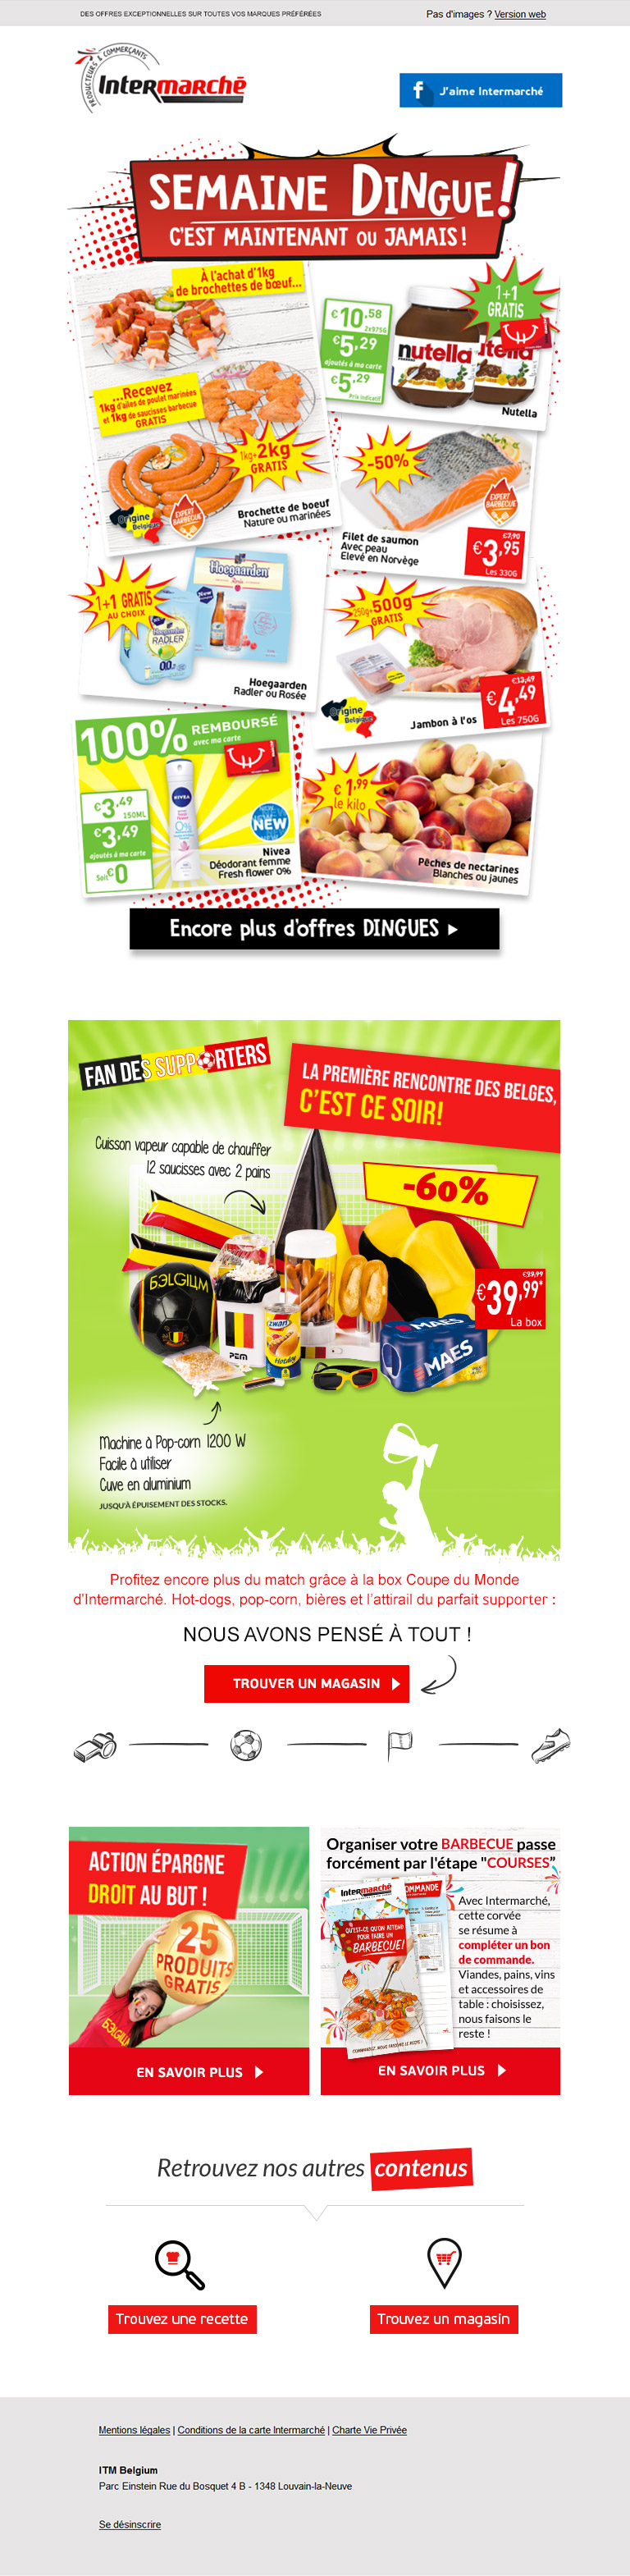 DES OFFRES EXCEPTIONNELLES SUR TOUTES VOS MARQUES PRÉFÉRÉES
Pas d'images ? Version web
PRODUCTEURS & COMMERÇANTS
Intermarché
f J'aime Intermarché
SEMAINE DINGUE!
C'EST MAINTENANT OU JAMAIS !
À l'achat d'1kg
de brochettes de bœuf...
...Recevez
1kg d'ailes de poulet marinées
et 1kg de saucisses barbecue
GRATIS
1kg+2kg
GRATIS
Origine
Belgique
EXPERT
BARBECUE
Brochette de boeuf
Nature ou marinées
€10,58
2x975G
€5,29
ajoutés à ma carte
€5,29
Prix indicatif
1+1
GRATIS
nutella
Nutella
-50%
EXPERT
BARBECUE
Filet de saumon
Avec peau
Elevé en Norvège
€7,90
€3,95
Les 330G
1+1 GRATIS
AU CHOIX
Hoegaarden
New
Hoegaarden
RADLER
0.0
Hoegaarden
Radler ou Rosée
250g+500g
GRATIS
Origine
Belgique
Jambon à l'os
€13,49
€4,49
Les 750G
100% REMBOURSÉ
avec ma carte
€3,49
150ML
€3,49
ajoutés à ma carte
Soit €0
NIVEA
0%
NEW
Nivea
Déodorant femme
Fresh flower 0%
€1,99
le kilo
Pêches de nectarines
Blanches ou jaunes
Encore plus d'offres DINGUES
FAN DES SUPPORTERS
LA PREMIÈRE RENCONTRE DES BELGES,
C'EST CE SOIR!
Cuisson vapeur capable de chauffer
12 saucisses avec 2 pains
-60%
BELGIUM
PEM
zwan
Hotdog
MAES
MAES
€99,99
€39,99*
La box
Machine à Pop-corn 1200 W
Facile à utiliser
Cuve en aluminium
JUSQU'À ÉPUISEMENT DES STOCKS.
Profitez encore plus du match grâce à la box Coupe du Monde
d'Intermarché. Hot-dogs, pop-corn, bières et l'attirail du parfait supporter :
NOUS AVONS PENSÉ À TOUT !
TROUVER UN MAGASIN
ACTION ÉPARGNE
DROIT AU BUT !
25
PRODUITS
GRATIS
BELGIUM
EN SAVOIR PLUS
Organiser votre BARBECUE passe
forcément par l'étape "COURSES"
Intermarché
COMMANDE
QU'EST-CE QU'ON ATTEND
POUR FAIRE UN
BARBECUE!
COMMANDEZ, NOUS FAISONS LE RESTE !
Avec Intermarché,
cette corvée
se résume à
compléter un bon
de commande.
Viandes, pains, vins
et accessoires de
table : choisissez,
nous faisons le
reste !
EN SAVOIR PLUS
Retrouvez nos autres contenus
Trouvez une recette
Trouvez un magasin
Mentions légales | Conditions de la carte Intermarché | Charte Vie Privée
ITM Belgium
Parc Einstein Rue du Bosquet 4 B - 1348 Louvain-la-Neuve
Se désinscrire